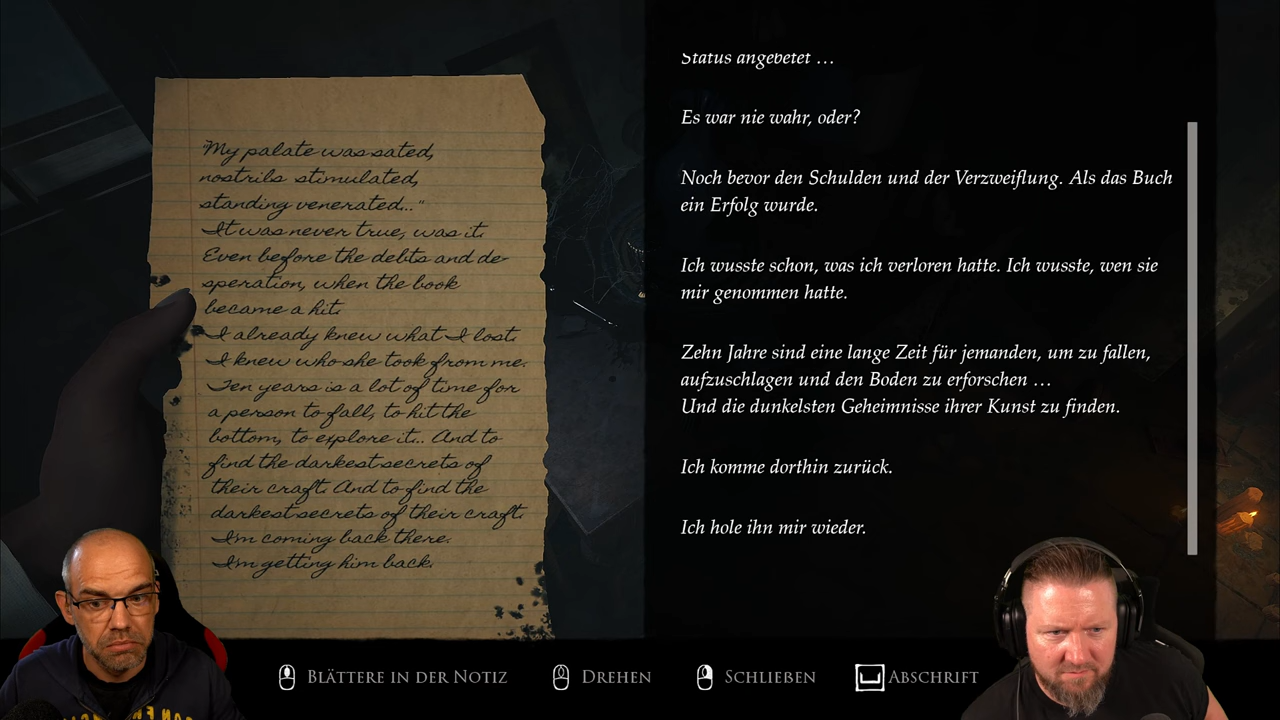 "My palate was sated,
nostrils stimulated,
standing venerated..."
It was never true, was it.
Even before the debts and de-
speration, when the book
became a hit.
I already knew what I lost.
I knew who she took from me.
Ten years is a lot of time for
a person to fall, to hit the
bottom, to explore it... And to
find the darkest secrets of
their craft. And to find the
darkest secrets of their craft.
I'm coming back there.
I'm getting him back.
Status angebetet …
Es war nie wahr, oder?
Noch bevor den Schulden und der Verzweiflung. Als das Buch
ein Erfolg wurde.
Ich wusste schon, was ich verloren hatte. Ich wusste, wen sie
mir genommen hatte.
Zehn Jahre sind eine lange Zeit für jemanden, um zu fallen,
aufzuschlagen und den Boden zu erforschen …
Und die dunkelsten Geheimnisse ihrer Kunst zu finden.
Ich komme dorthin zurück.
Ich hole ihn mir wieder.
Blättere in der Notiz Drehen Schließen Abschrift